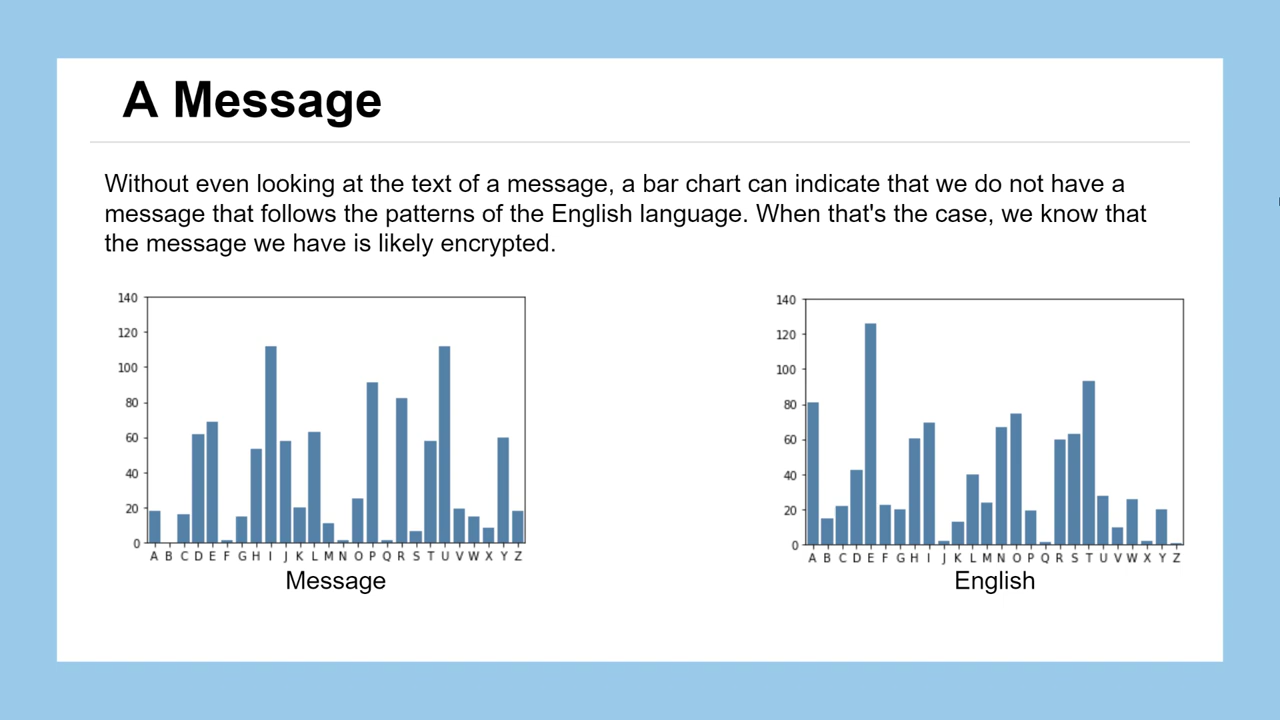 A Message
Without even looking at the text of a message, a bar chart can indicate that we do not have a
message that follows the patterns of the English language. When that's the case, we know that
the message we have is likely encrypted.
140
120
100
80
60
40
20
0
A B C D E F G H I J K L M N O P Q R S T U V W X Y Z
Message
140
120
100
80
60
40
20
0
A B C D E F G H I J K L M N O P Q R S T U V W X Y Z
English